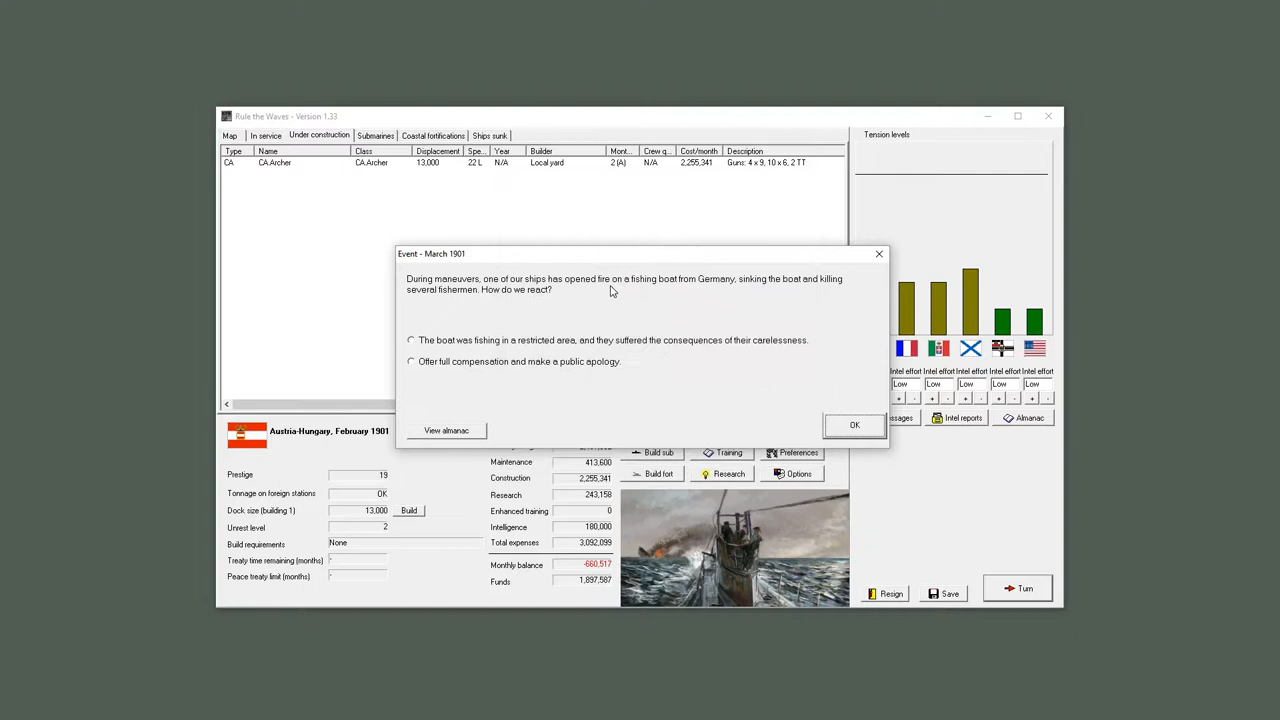 Rule the Waves - Version 1.33
Map In service Under construction Submarines Coastal fortifications Ships sunk
Tension levels
Type Name Class Displacement Spe... Year Builder Mont... Crew q... Cost/month Description
CA CA.Archer CA.Archer 13,000 22 L N/A Local yard 2 (A) N/A 2,255,341 Guns: 4 x 9, 10 x 6, 2 TT
Event - March 1901
During maneuvers, one of our ships has opened fire on a fishing boat from Germany, sinking the boat and killing
several fishermen. How do we react?
The boat was fishing in a restricted area, and they suffered the consequences of their carelessness.
Offer full compensation and make a public apology.
View almanac
OK
Intel effort Intel effort Intel effort Intel effort Intel effort
Low Low Low Low Low
+ - + - + - + - + -
ssages Intel reports Almanac
Austria-Hungary, February 1901
Prestige 19
Tonnage on foreign stations OK
Dock size (building 1) 13,000 Build
Unrest level 2
Build requirements None
Treaty time remaining (months) -
Peace treaty limit (months) -
Maintenance 413,600
Construction 2,255,341
Research 243,158
Enhanced training 0
Intelligence 180,000
Total expenses 3,092,099
Monthly balance -660,517
Funds 1,897,587
Build sub Training Preferences
Build fort Research Options
Resign Save Turn